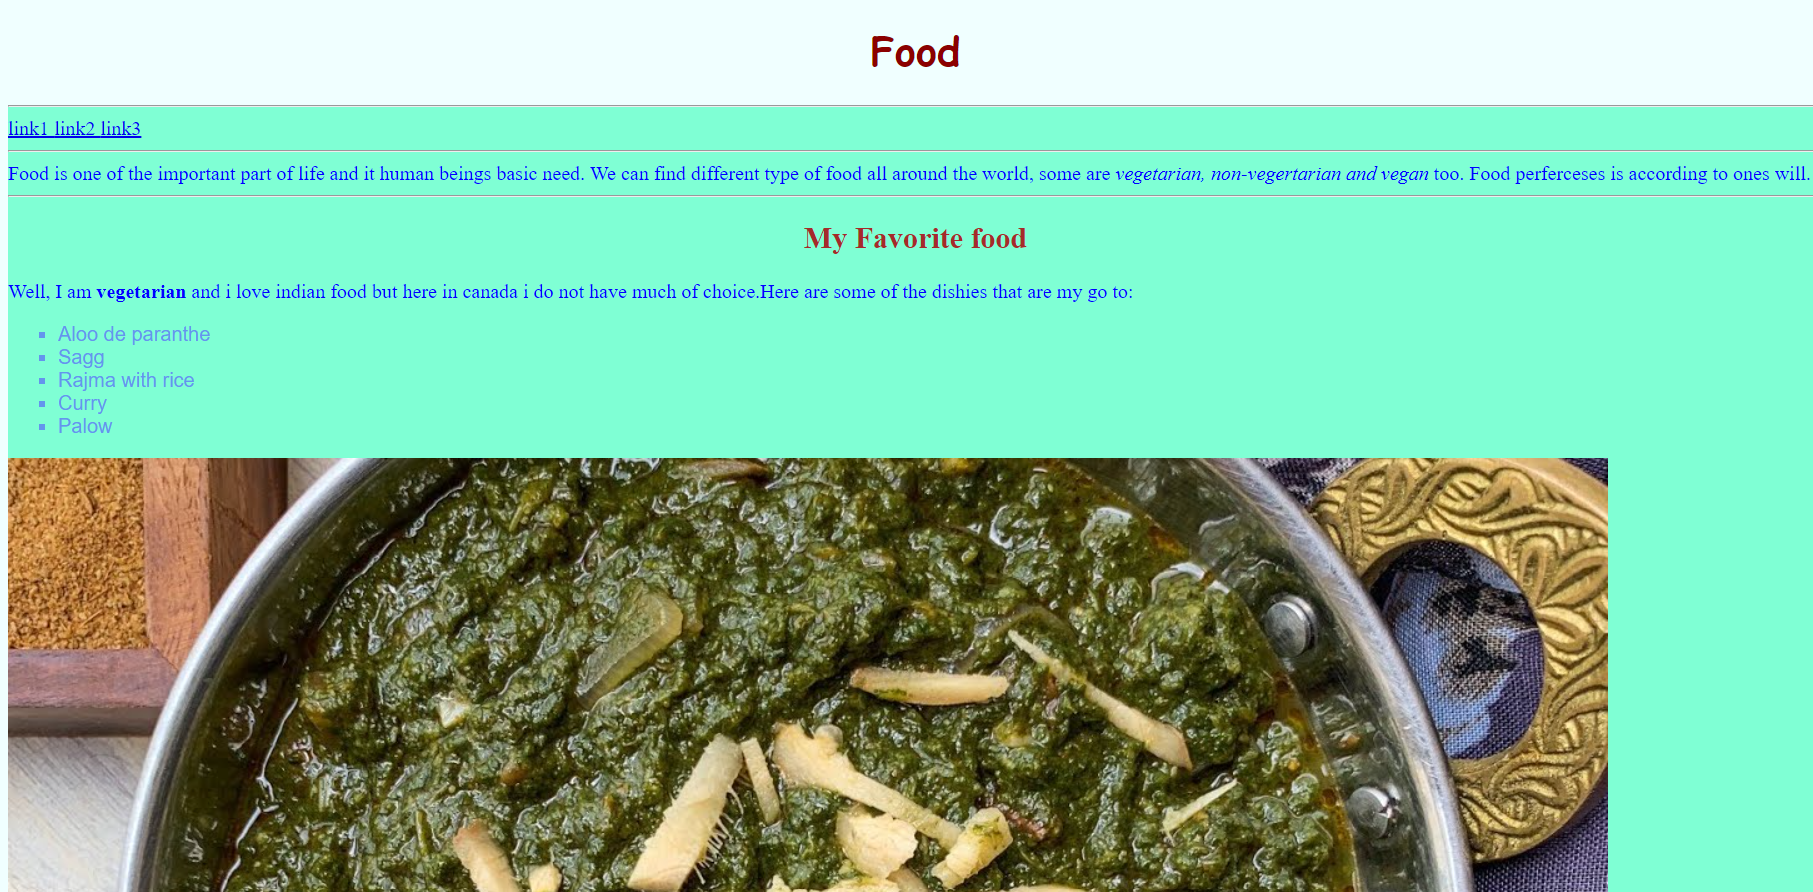 Food
link1 link2 link3
Food is one of the important part of life and it human beings basic need. We can find different type of food all around the world, some are vegetarian, non-vegertarian and vegan too. Food perferceses is according to ones will.
My Favorite food
Well, I am vegetarian and i love indian food but here in canada i do not have much of choice.Here are some of the dishies that are my go to:
Aloo de paranthe
Sagg
Rajma with rice
Curry
Palow